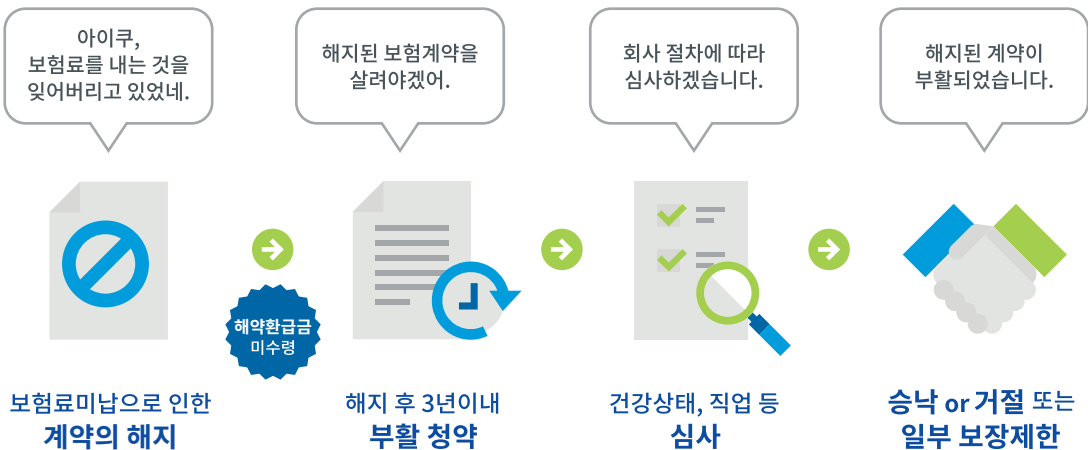 아이쿠,
보험료를 내는 것을
잊어버리고 있었네.
해지된 보험계약을
살려야겠어.
회사 절차에 따라
심사하겠습니다.
해지된 계약이
부활되었습니다.
해약환급금
미수령
보험료미납으로 인한
계약의 해지
해지 후 3년이내
부활 청약
건강상태, 직업 등
심사
승낙 or 거절 또는
일부 보장제한